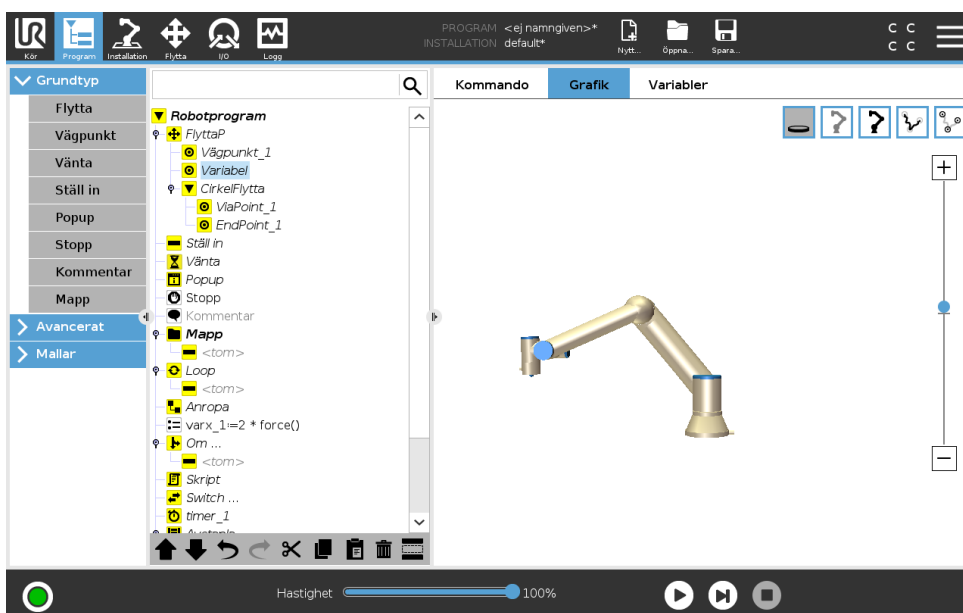 UR
Kör
Program
Installation
Flytta
I/O
Logg
PROGRAM <ej namngiven>*
INSTALLATION default*
Nytt...
Öppna...
Spara...
C C
C C
Grundtyp
Flytta
Vägpunkt
Vänta
Ställ in
Popup
Stopp
Kommentar
Mapp
Avancerat
Mallar
Robotprogram
FlyttaP
Vägpunkt_1
Variabel
CirkelFlytta
ViaPoint_1
EndPoint_1
Ställ in
Vänta
Popup
Stopp
Kommentar
Mapp
<tom>
Loop
<tom>
Anropa
varx_1:=2 * force()
Om ...
<tom>
Skript
Switch ...
timer_1
Kommando
Grafik
Variabler
Hastighet
100%